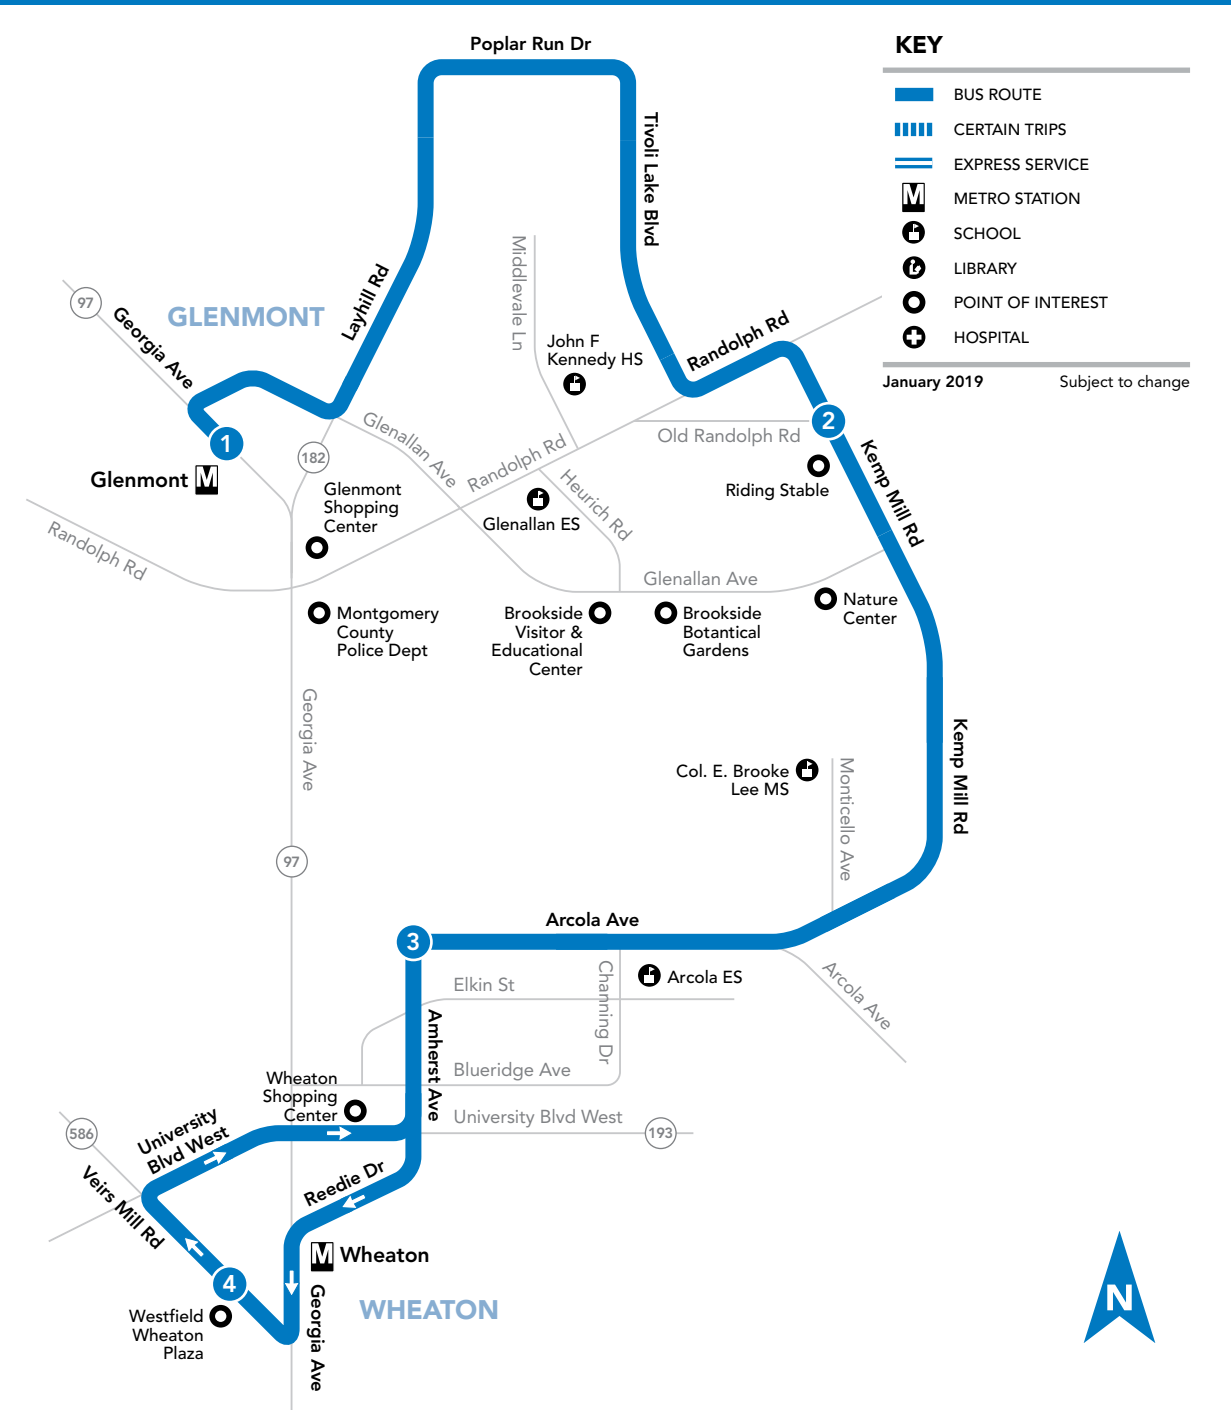 Poplar Run Dr
KEY
BUS ROUTE
CERTAIN TRIPS
EXPRESS SERVICE
M METRO STATION
SCHOOL
LIBRARY
POINT OF INTEREST
HOSPITAL
January 2019 Subject to change
Tivoli Lake Blvd
Middlevale Ln
Layhill Rd
97
Georgia Ave
GLENMONT
John F
Kennedy HS
Randolph Rd
1
2
Glenallan Ave
Randolph Rd
Old Randolph Rd
182
Glenmont M
Glenmont
Shopping
Center
Glenallan ES
Heurich Rd
Riding Stable
Kemp Mill Rd
Randolph Rd
Glenallan Ave
Montgomery
County
Police Dept
Brookside
Visitor &
Educational
Center
Brookside
Botantical
Gardens
Nature
Center
Georgia Ave
Col. E. Brooke
Lee MS
Monticello Ave
Kemp Mill Rd
97
3
Arcola Ave
Arcola ES
Arcola Ave
Elkin St
Channing Dr
Amherst Ave
Blueridge Ave
Wheaton
Shopping
Center
University Blvd West
193
586
University
Blvd West
Veirs Mill Rd
Reedie Dr
M Wheaton
4
Westfield
Wheaton
Plaza
Georgia Ave
WHEATON
N